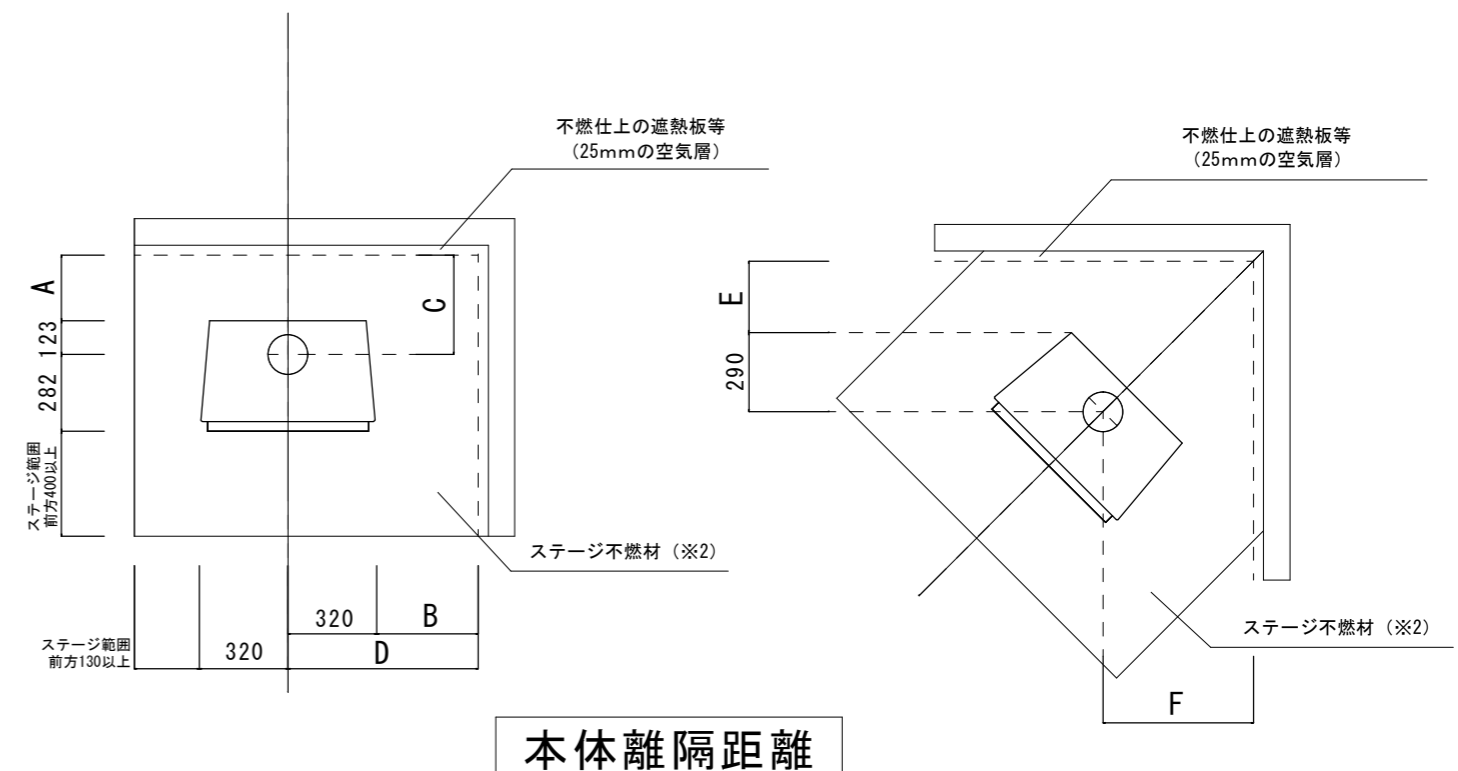 不燃仕上の遮熱板等
（25mmの空気層）
A
123
282
ステージ範囲
前方400以上
C
ステージ不燃材（※2）
320
B
ステージ範囲
前方130以上
320
D
不燃仕上の遮熱板等
（25mmの空気層）
E
290
ステージ不燃材（※2）
F
本体離隔距離